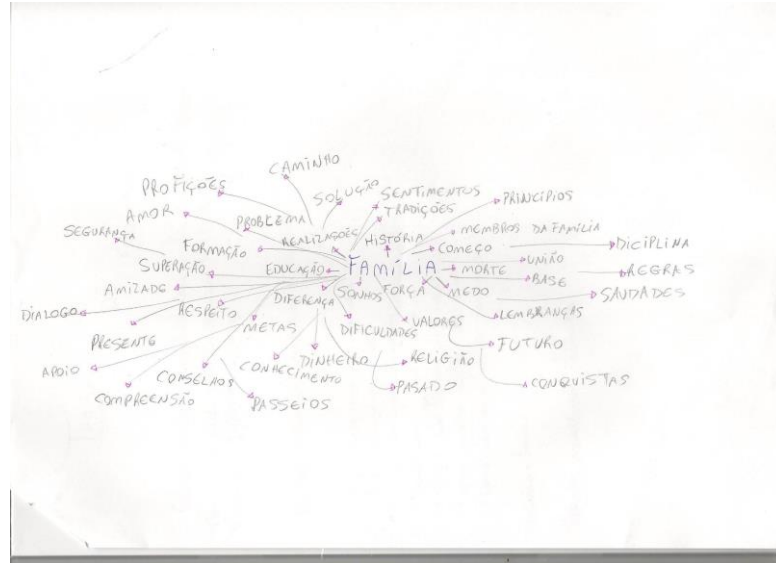 CAMINHO
PROFIÇÕES
SOLUÇÃO
SENTIMENTOS
PRINCÍPIOS
AMOR
TRADIÇÕES
PROBLEMA
SEGURANÇA
REALIZAÇÕES
HISTÓRIA
MEMBROS DA FAMÍLIA
FORMAÇÃO
COMEÇO
DICIPLINA
UNIÃO
SUPERAÇÃO
EDUCAÇÃO
FAMÍLIA
MORTE
REGRAS
BASE
AMIZADE
DIFERENÇA
SONHOS
FORÇA
MEDO
SAUDADES
DIALOGO
RESPEITO
LEMBRANÇAS
PRESENTE
METAS
DIFICULDADES
VALORES
FUTURO
APOIO
CONSELHOS
CONHECIMENTO
DINHEIRO
RELIGIÃO
COMPREENSÃO
PASSEIOS
PASADO
CONQUISTAS